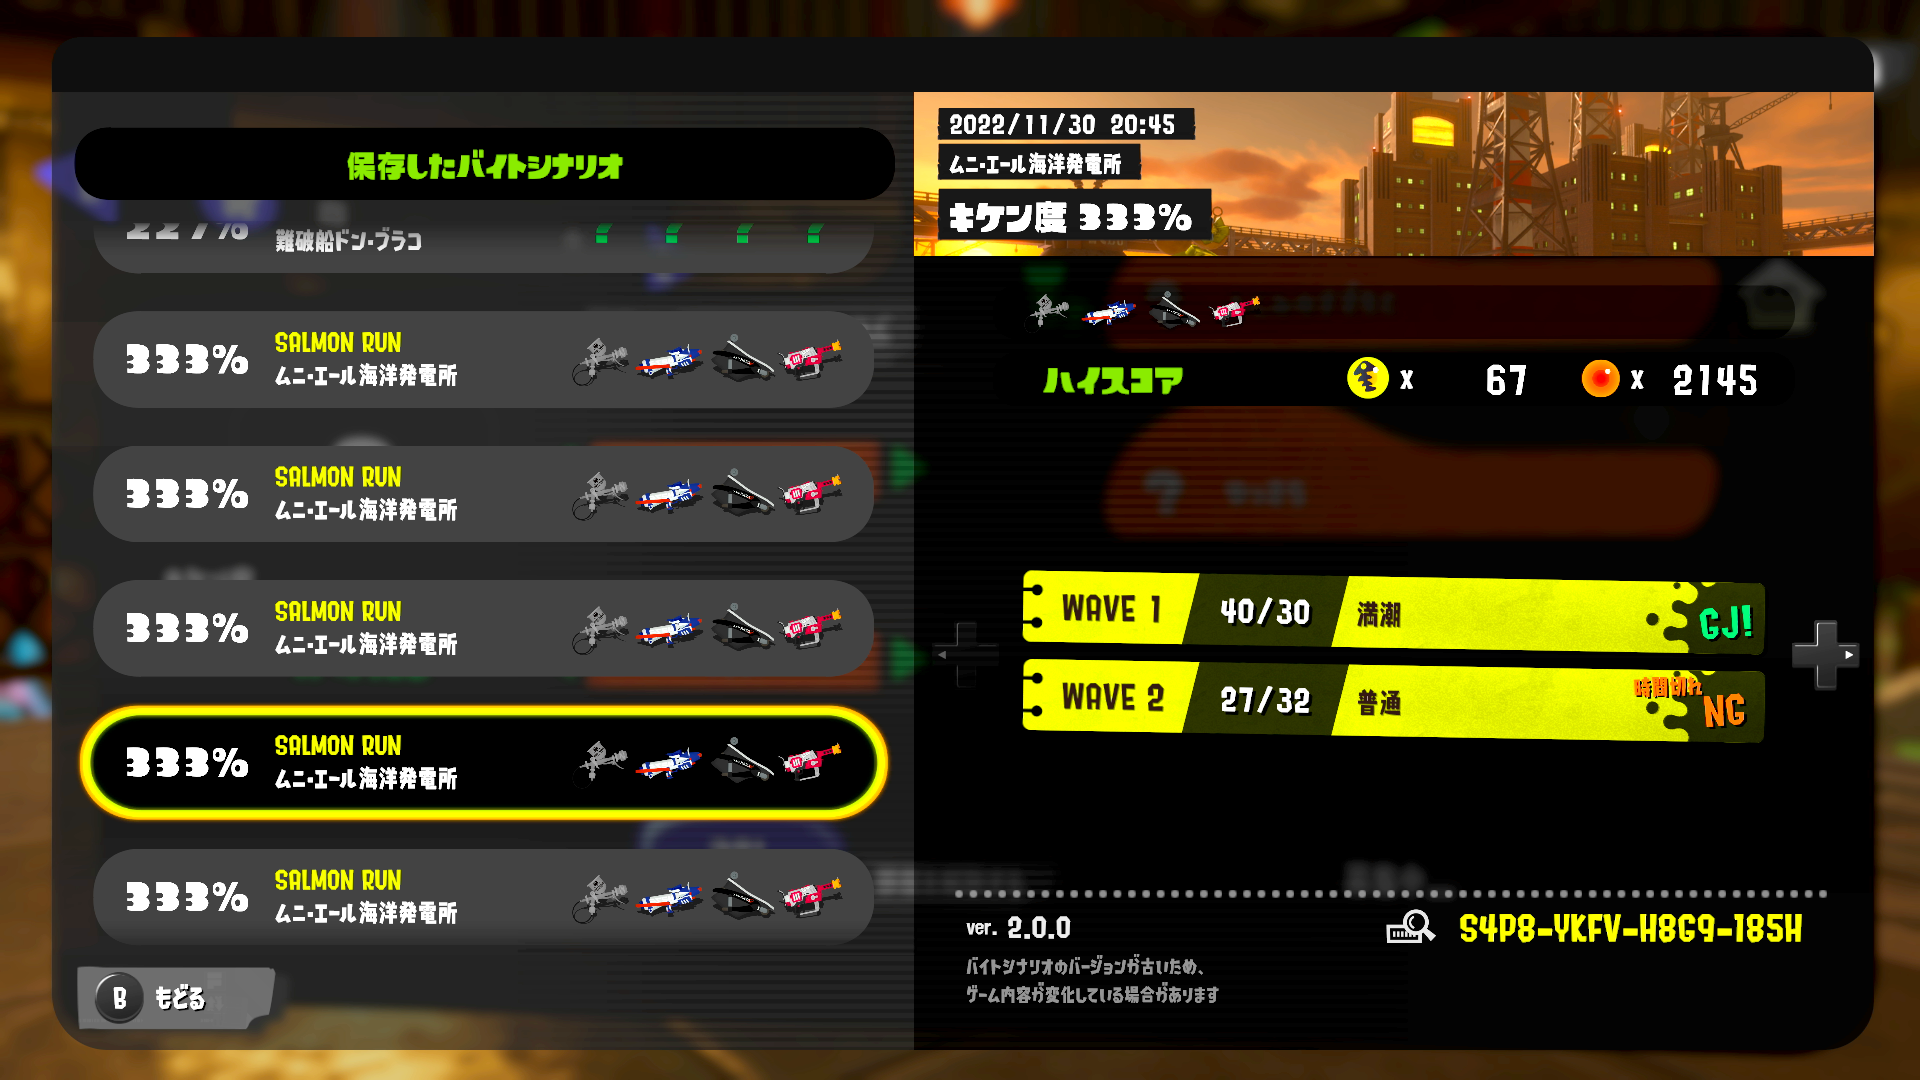 保存したバイトシナリオ
227%
難破船ドン・ブラコ
333%
SALMON RUN
ムニ・エール海洋発電所
333%
SALMON RUN
ムニ・エール海洋発電所
333%
SALMON RUN
ムニ・エール海洋発電所
333%
SALMON RUN
ムニ・エール海洋発電所
333%
SALMON RUN
ムニ・エール海洋発電所
B もどる
2022/11/30 20:45
ムニ・エール海洋発電所
キケン度 333%
ハイスコア x 67 x 2145
WAVE 1 40/30 満潮 GJ!
WAVE 2 27/32 普通 時間切れ NG
ver. 2.0.0
S4P8-YKFV-H8G9-185H
バイトシナリオのバージョンが古いため、
ゲーム内容が変化している場合があります